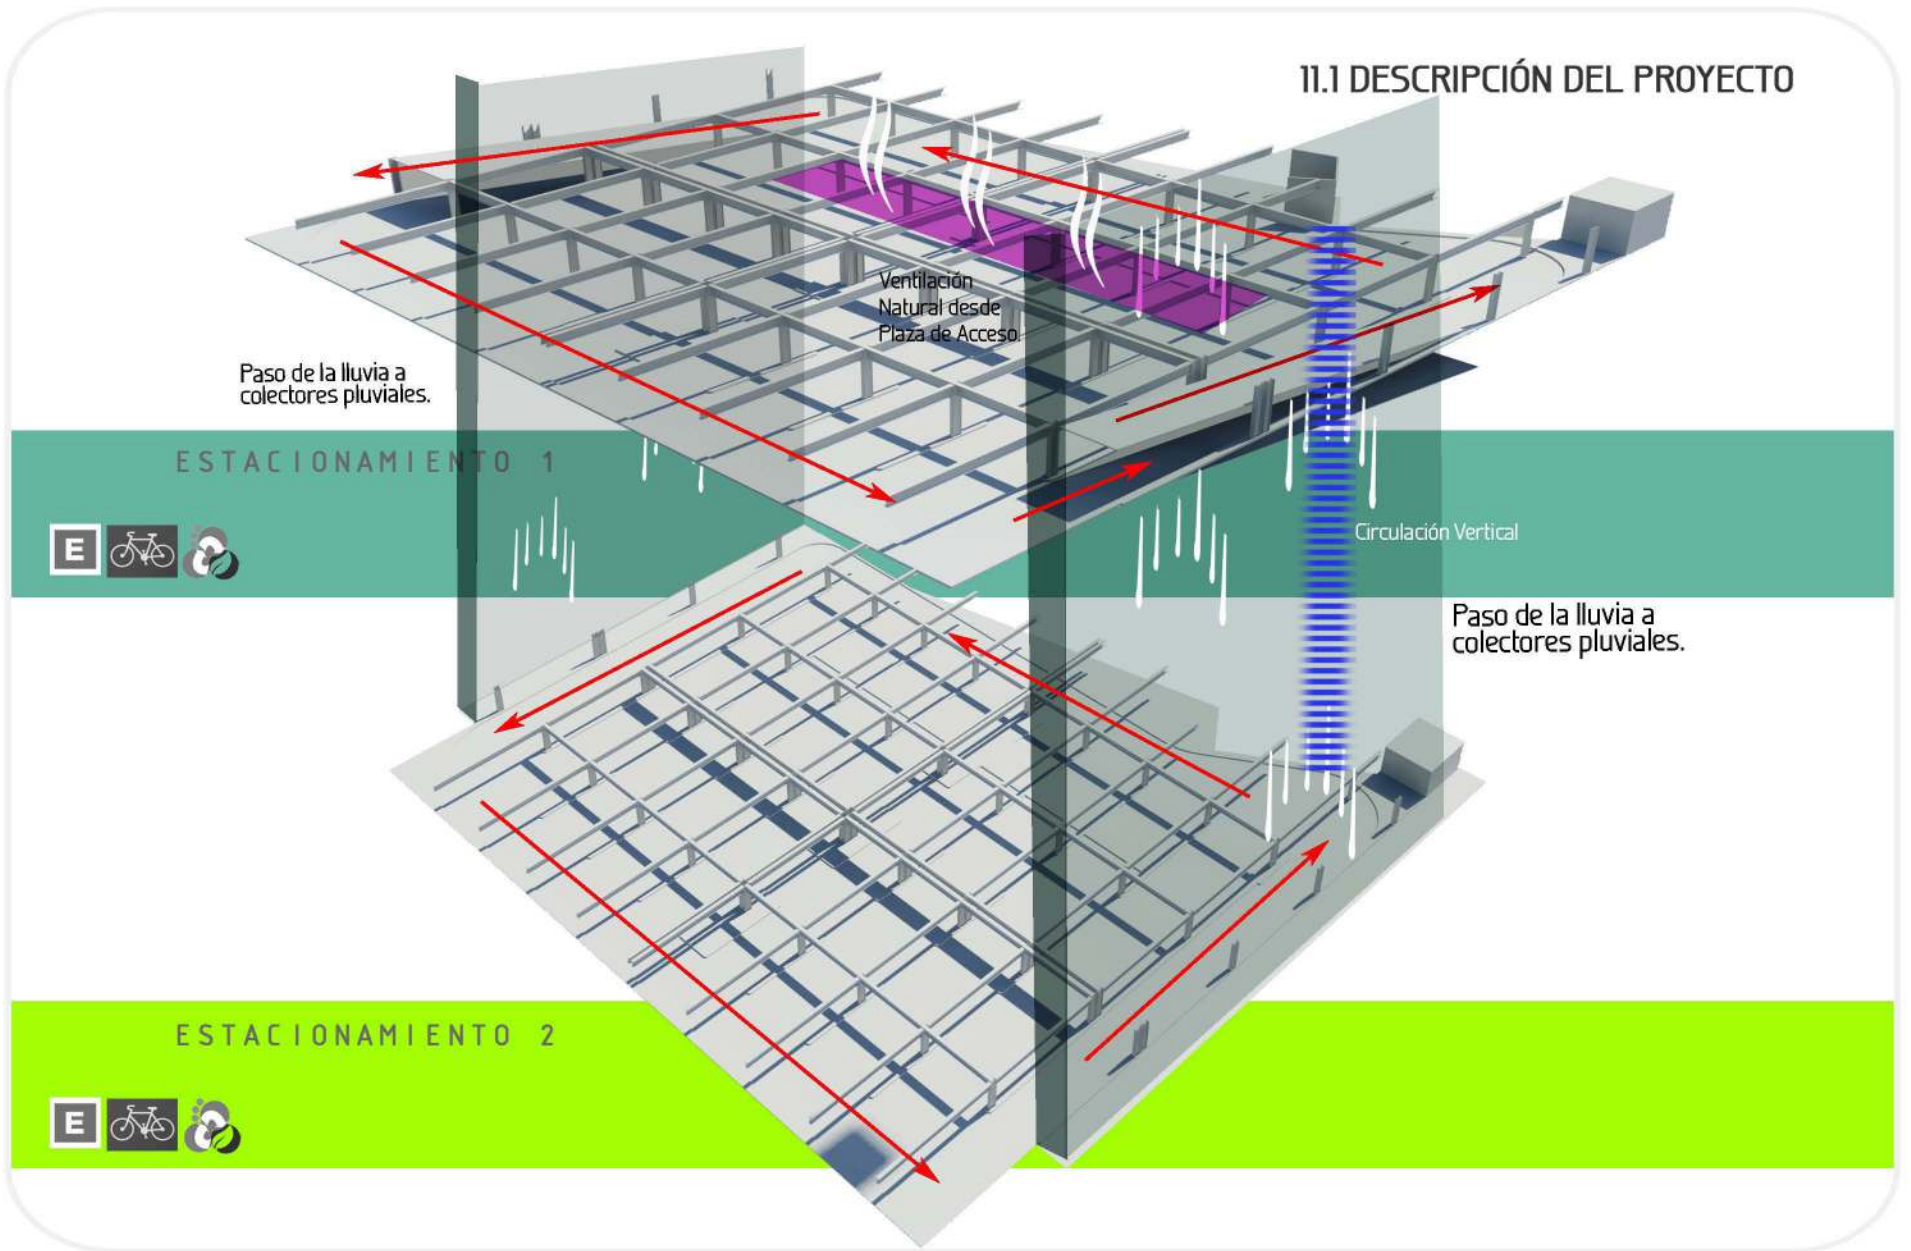 11.1 DESCRIPCIÓN DEL PROYECTO
Ventilación
Natural desde
Plaza de Acceso.
Paso de la lluvia a
colectores pluviales.
ESTACIONAMIENTO 1
E
Circulación Vertical
Paso de la lluvia a
colectores pluviales.
ESTACIONAMIENTO 2
E